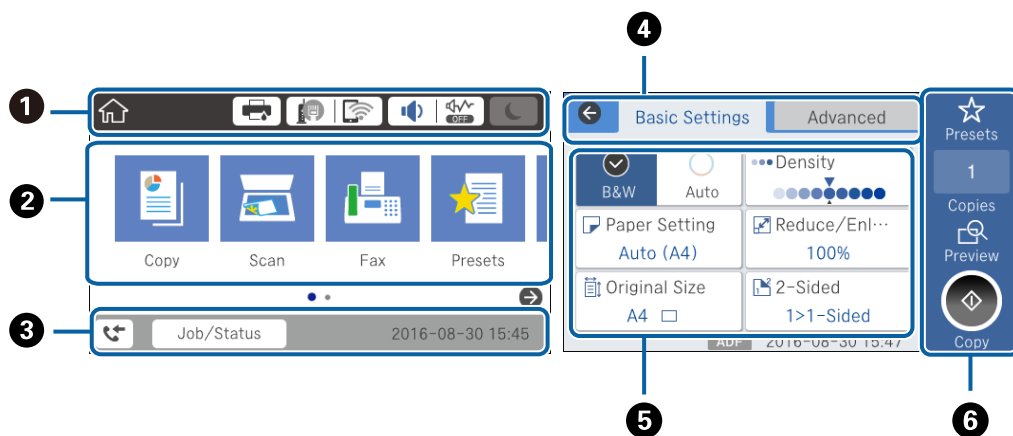 4
1
OFF
Basic Settings
Advanced
Presets
2
B&W
Auto
Density
1
Copies
Paper Setting
Auto (A4)
Reduce/Enl···
100%
Preview
Copy
Scan
Fax
Presets
Original Size
A4
2-Sided
1>1-Sided
3
Job/Status
2016-08-30 15:45
ADF
2016-08-30 15:47
Copy
5
6